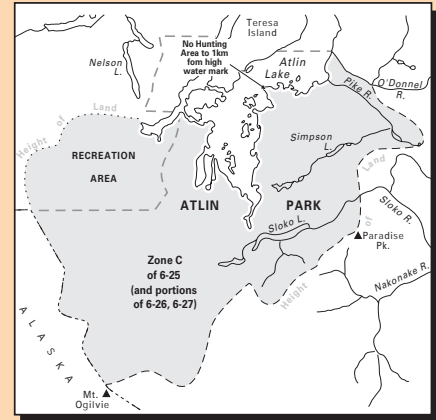 Teresa
Island
No Hunting
Area to 1km
fom high
water mark
Atlin
Lake
Nelson
L.
Pike R.
O'Donnel
R.
Height of Land
Simpson
L.
RECREATION
AREA
ATLIN PARK
Height of Land
Sloko L.
Sloko R.
Paradise
Pk.
Zone C
of 6-25
(and portions
of 6-26, 6-27)
Nakonake R.
ALASKA
Mt.
Ogilvie